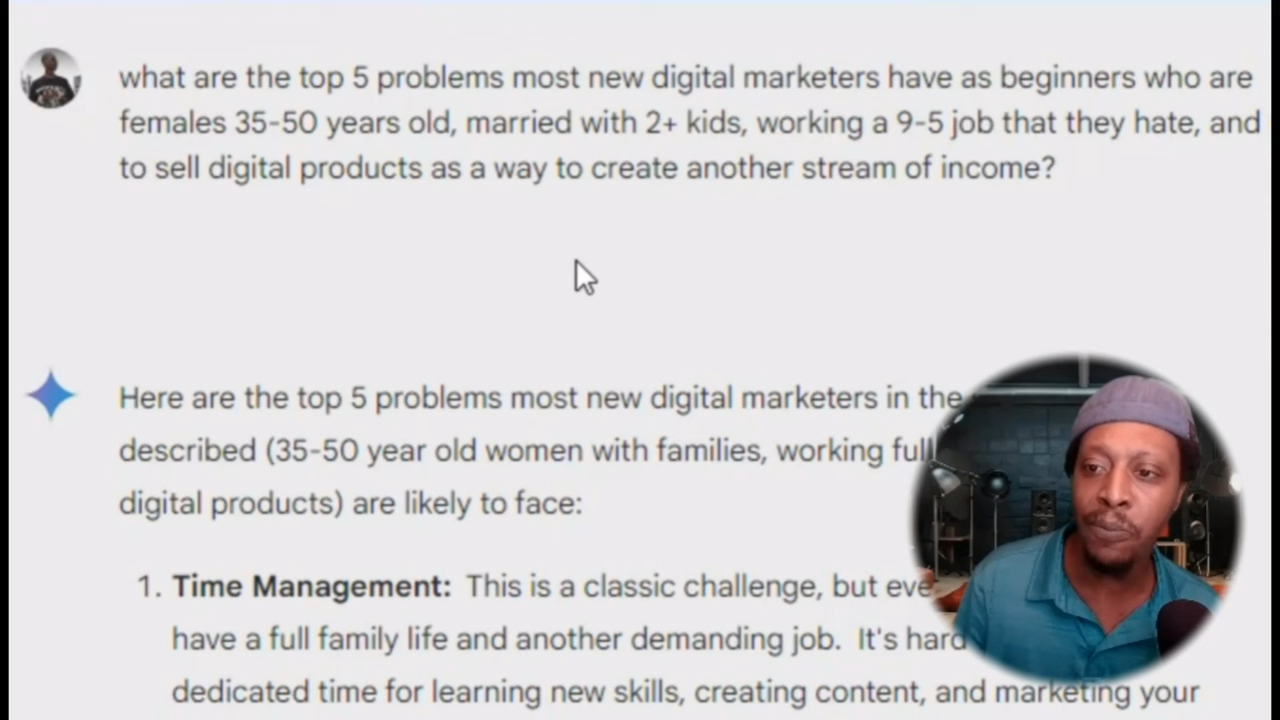 what are the top 5 problems most new digital marketers have as beginners who are
females 35-50 years old, married with 2+ kids, working a 9-5 job that they hate, and
to sell digital products as a way to create another stream of income?
Here are the top 5 problems most new digital marketers in the
described (35-50 year old women with families, working full
digital products) are likely to face:
1. Time Management: This is a classic challenge, but eve
have a full family life and another demanding job. It's hard
dedicated time for learning new skills, creating content, and marketing your